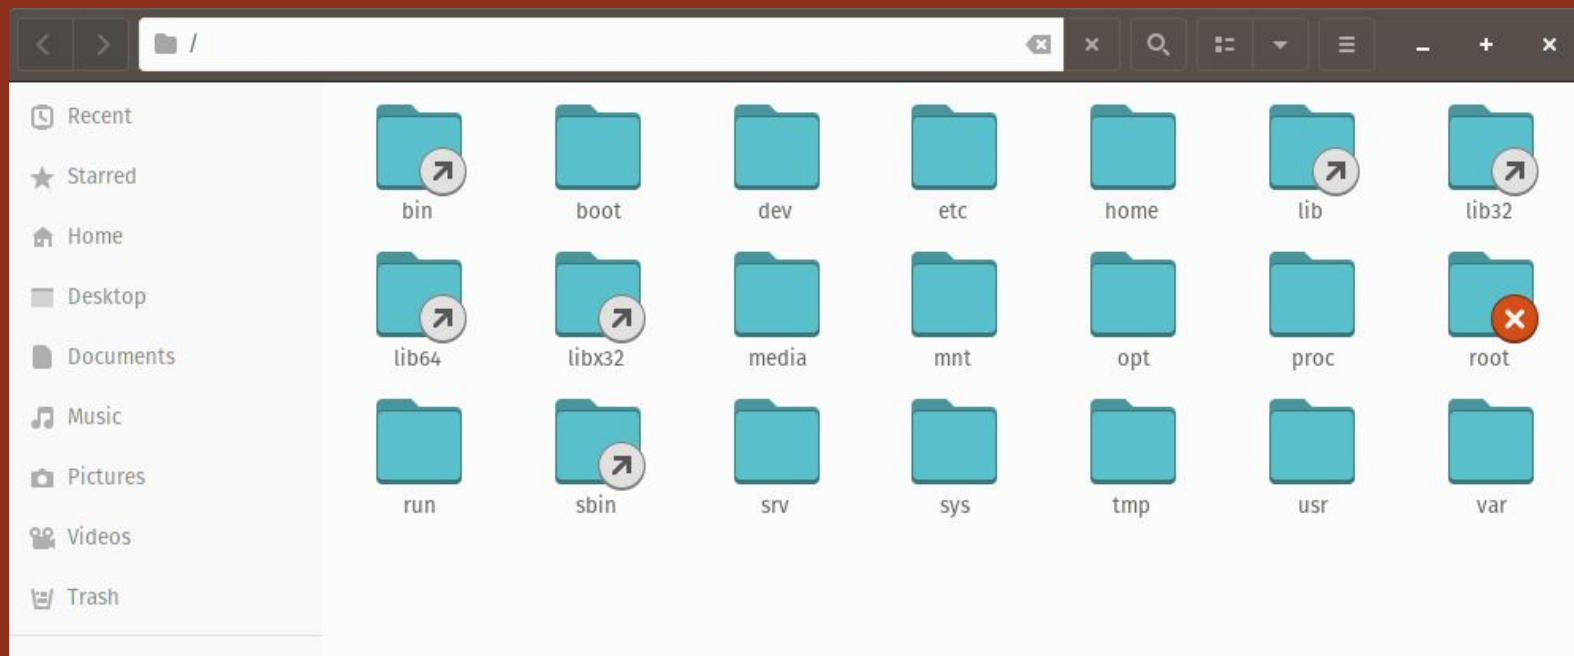 /
Recent
Starred
Home
Desktop
Documents
Music
Pictures
Videos
Trash
bin boot dev etc home lib lib32
lib64 libx32 media mnt opt proc root
run sbin srv sys tmp usr var